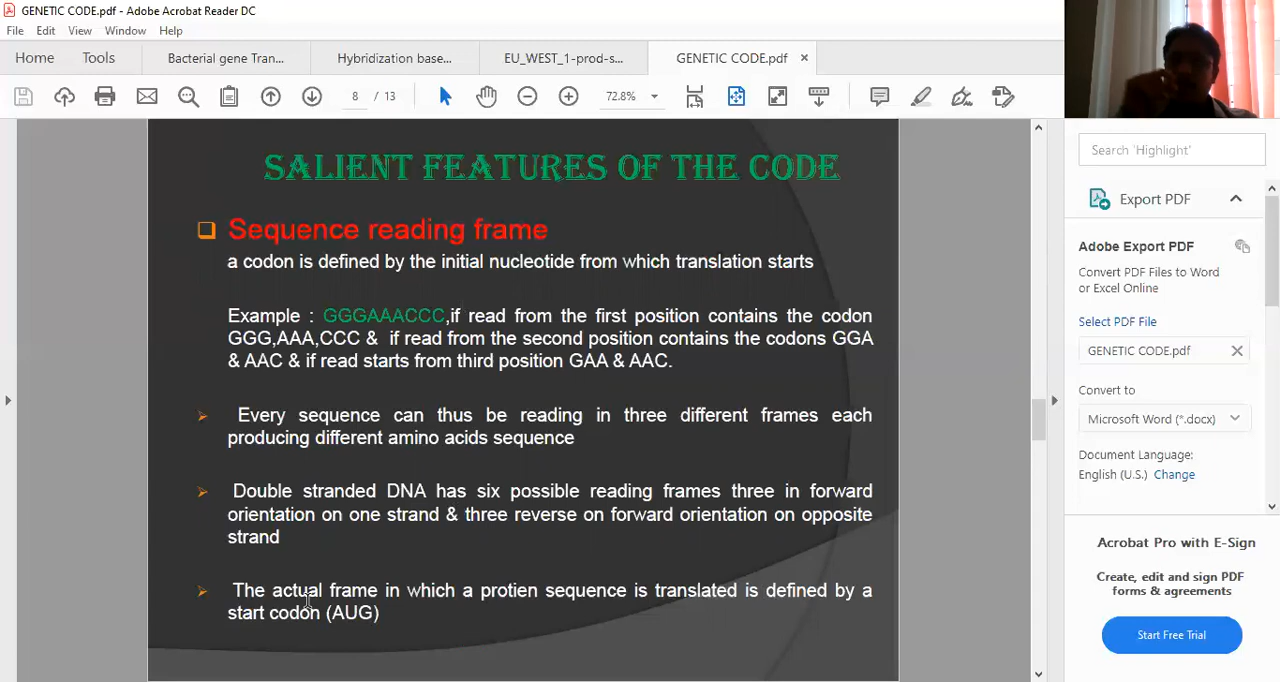 GENETIC CODE.pdf - Adobe Acrobat Reader DC
File Edit View Window Help
Home Tools Bacterial gene Tran... Hybridization base... EU_WEST_1-prod-s... GENETIC CODE.pdf ×
8 / 13 72.8%
SALIENT FEATURES OF THE CODE
Sequence reading frame
a codon is defined by the initial nucleotide from which translation starts
Example : GGGAAACCC,if read from the first position contains the codon
GGG,AAA,CCC & if read from the second position contains the codons GGA
& AAC & if read starts from third position GAA & AAC.
Every sequence can thus be reading in three different frames each
producing different amino acids sequence
Double stranded DNA has six possible reading frames three in forward
orientation on one strand & three reverse on forward orientation on opposite
strand
The actual frame in which a protien sequence is translated is defined by a
start codon (AUG)
Search 'Highlight'
Export PDF
Adobe Export PDF
Convert PDF Files to Word
or Excel Online
Select PDF File
GENETIC CODE.pdf
Convert to
Microsoft Word (*.docx)
Document Language:
English (U.S.) Change
Acrobat Pro with E-Sign
Create, edit and sign PDF
forms & agreements
Start Free Trial